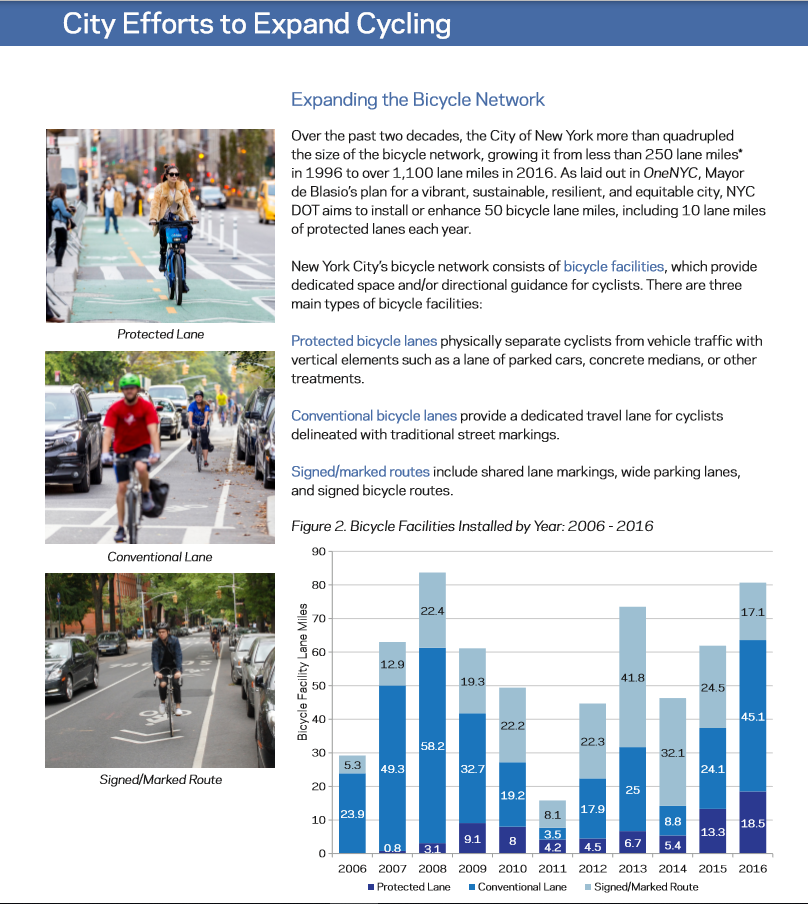 City Efforts to Expand Cycling
Expanding the Bicycle Network
Over the past two decades, the City of New York more than quadrupled
the size of the bicycle network, growing it from less than 250 lane miles*
in 1996 to over 1,100 lane miles in 2016. As laid out in OneNYC, Mayor
de Blasio's plan for a vibrant, sustainable, resilient, and equitable city, NYC
DOT aims to install or enhance 50 bicycle lane miles, including 10 lane miles
of protected lanes each year.
New York City's bicycle network consists of bicycle facilities, which provide
dedicated space and/or directional guidance for cyclists. There are three
main types of bicycle facilities:
Protected bicycle lanes physically separate cyclists from vehicle traffic with
vertical elements such as a lane of parked cars, concrete medians, or other
treatments.
Conventional bicycle lanes provide a dedicated travel lane for cyclists
delineated with traditional street markings.
Signed/marked routes include shared lane markings, wide parking lanes,
and signed bicycle routes.
Protected Lane
Conventional Lane
Signed/Marked Route
Figure 2. Bicycle Facilities Installed by Year: 2006 - 2016
Bicycle Facility Lane Miles
90
80
70
60
50
40
30
20
10
0
5.3
23.9
12.9
49.3
0.8
22.4
58.2
3.1
19.3
32.7
9.1
22.2
19.2
8
8.1
3.5
4.2
22.3
17.9
4.5
41.8
25
6.7
32.1
8.8
5.4
24.5
24.1
13.3
17.1
45.1
18.5
2006 2007 2008 2009 2010 2011 2012 2013 2014 2015 2016
Protected Lane Conventional Lane Signed/Marked Route